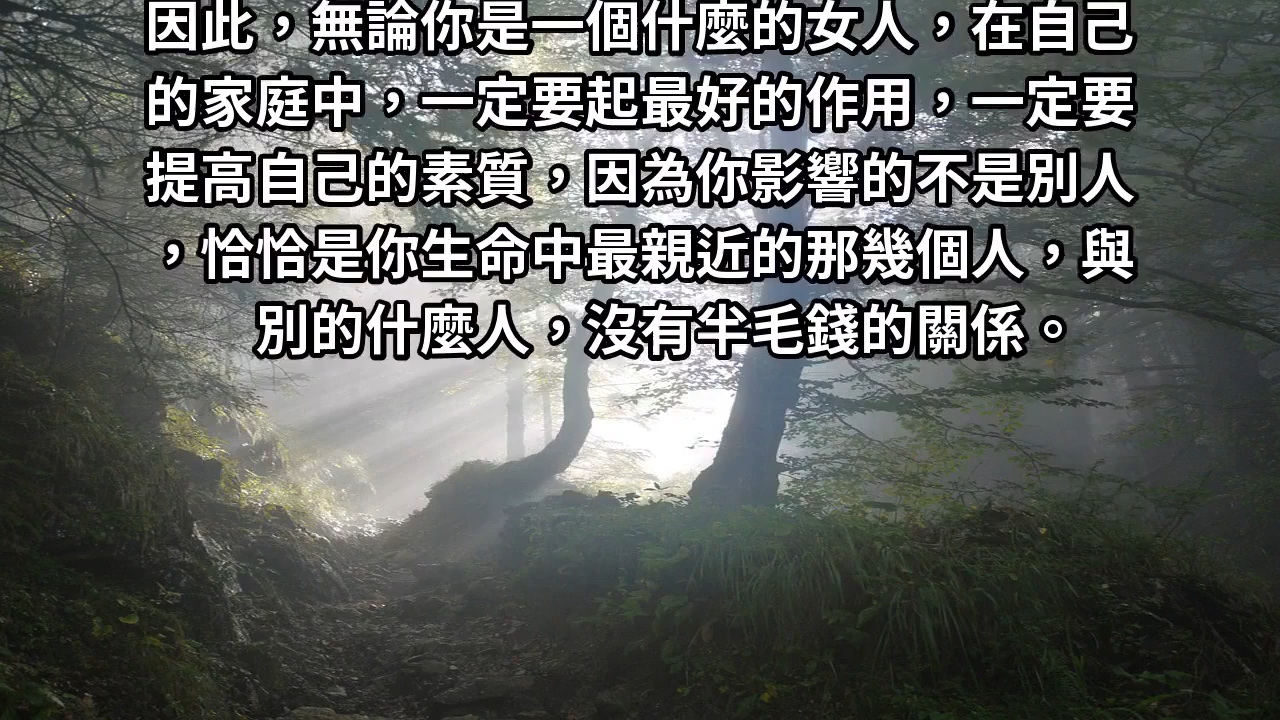 因此，無論你是一個什麼的女人，在自己
的家庭中，一定要起最好的作用，一定要
提高自己的素質，因為你影響的不是別人
，恰恰是你生命中最親近的那幾個人，與
別的什麼人，沒有半毛錢的關係。